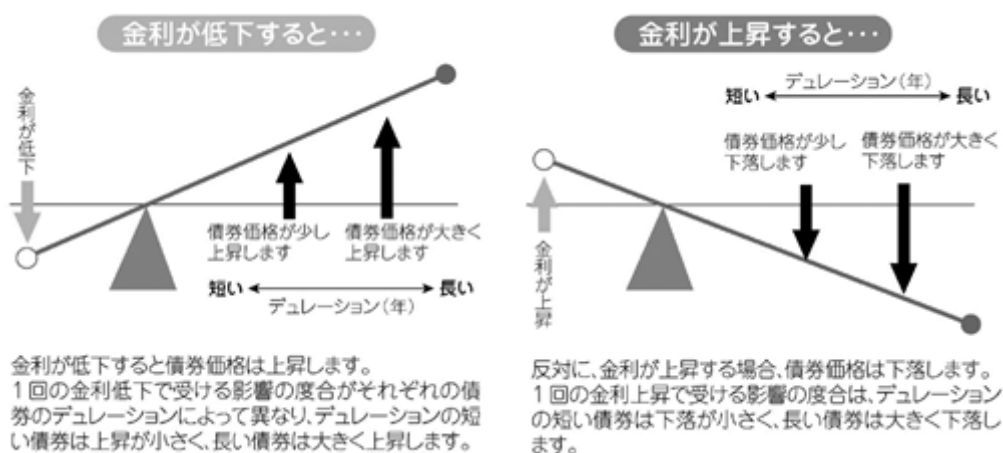 金利が低下すると･･･
金利が低下
債券価格が少し
上昇します
債券価格が大きく
上昇します
短い
長い
デュレーション(年)
金利が低下すると債券価格は上昇します。
1回の金利低下で受ける影響の度合がそれぞれの債
券のデュレーションによって異なり、デュレーションの短
い債券は上昇が小さく、長い債券は大きく上昇します。
金利が上昇すると･･･
デュレーション(年)
短い
長い
債券価格が少し
下落します
債券価格が大きく
下落します
金利が上昇
反対に、金利が上昇する場合、債券価格は下落します。
1回の金利上昇で受ける影響の度合は、デュレーション
の短い債券は下落が小さく、長い債券は大きく下落し
ます。